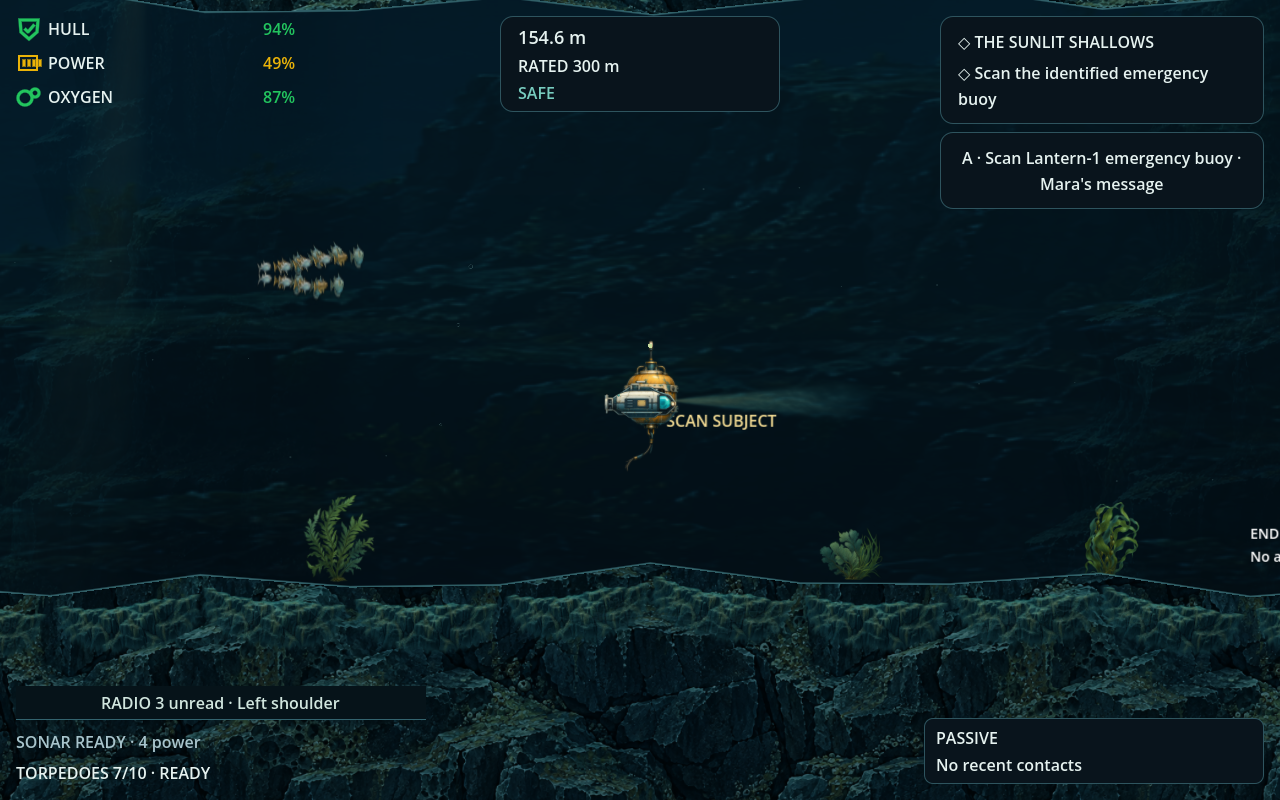 HULL 94%
POWER 49%
OXYGEN 87%
154.6 m
RATED 300 m
SAFE
◇ THE SUNLIT SHALLOWS
◇ Scan the identified emergency
buoy
A · Scan Lantern-1 emergency buoy ·
Mara's message
SCAN SUBJECT
END
No a
RADIO 3 unread · Left shoulder
SONAR READY · 4 power
TORPEDOES 7/10 · READY
PASSIVE
No recent contacts